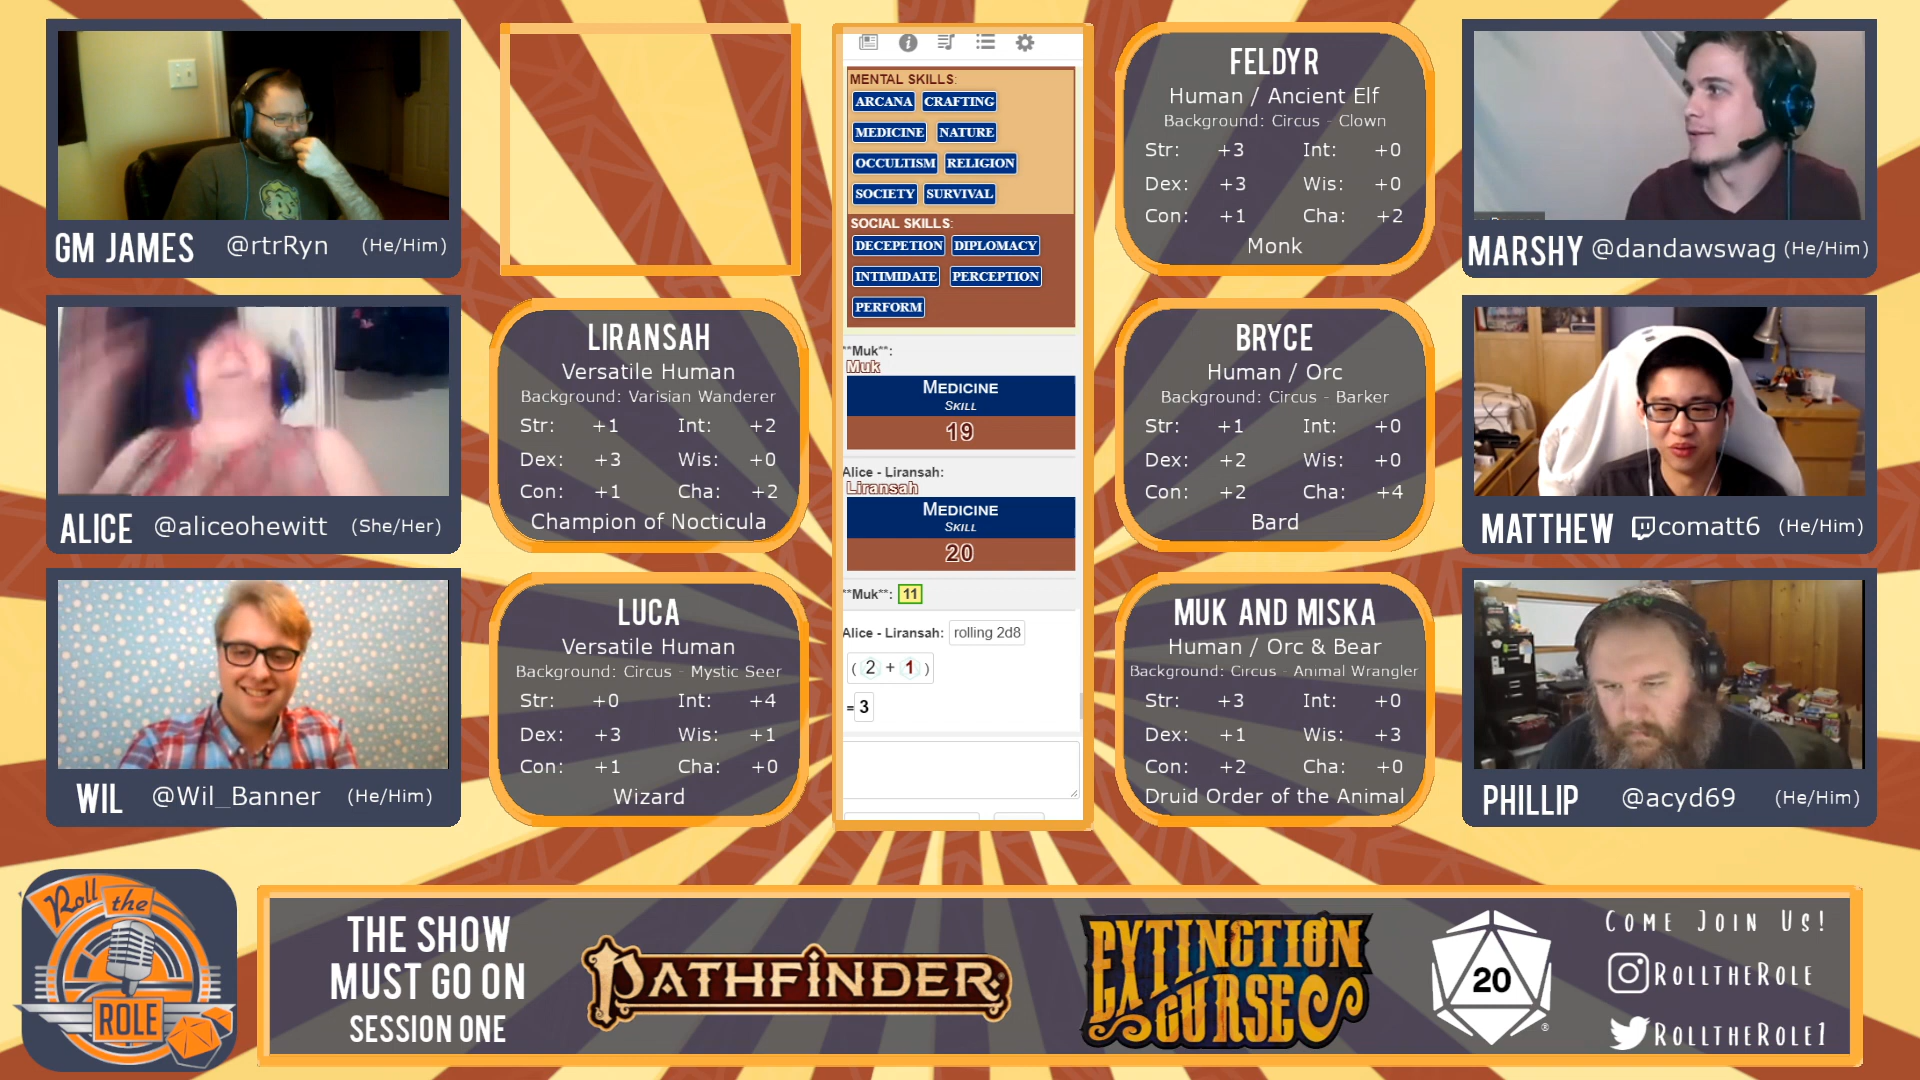 GM JAMES @rtrRyn (He/Him)
ALICE @aliceohewitt (She/Her)
WIL @Wil_Banner (He/Him)
LIRANSAH
Versatile Human
Background: Varisian Wanderer
Str: +1 Int: +2
Dex: +3 Wis: +0
Con: +1 Cha: +2
Champion of Nocticula
LUCA
Versatile Human
Background: Circus - Mystic Seer
Str: +0 Int: +4
Dex: +3 Wis: +1
Con: +1 Cha: +0
Wizard
MENTAL SKILLS:
ARCANA CRAFTING
MEDICINE NATURE
OCCULTISM RELIGION
SOCIETY SURVIVAL
SOCIAL SKILLS:
DECEPETION DIPLOMACY
INTIMIDATE PERCEPTION
PERFORM
**Muk**:
Muk
MEDICINE
SKILL
19
Alice - Liransah:
Liransah
MEDICINE
SKILL
20
**Muk**: 11
Alice - Liransah: rolling 2d8
( 2 + 1 )
= 3
FELDYR
Human / Ancient Elf
Background: Circus - Clown
Str: +3 Int: +0
Dex: +3 Wis: +0
Con: +1 Cha: +2
Monk
BRYCE
Human / Orc
Background: Circus - Barker
Str: +1 Int: +0
Dex: +2 Wis: +0
Con: +2 Cha: +4
Bard
MUK AND MISKA
Human / Orc & Bear
Background: Circus - Animal Wrangler
Str: +3 Int: +0
Dex: +1 Wis: +3
Con: +2 Cha: +0
Druid Order of the Animal
MARSHY @dandawswag (He/Him)
MATTHEW comatt6 (He/Him)
PHILLIP @acyd69 (He/Him)
Roll the
ROLE
THE SHOW
MUST GO ON
SESSION ONE
PATHFINDER
EXTINCTION
CURSE
20
®
COME JOIN US!
ROLLTHEROLE
ROLLTHEROLE1